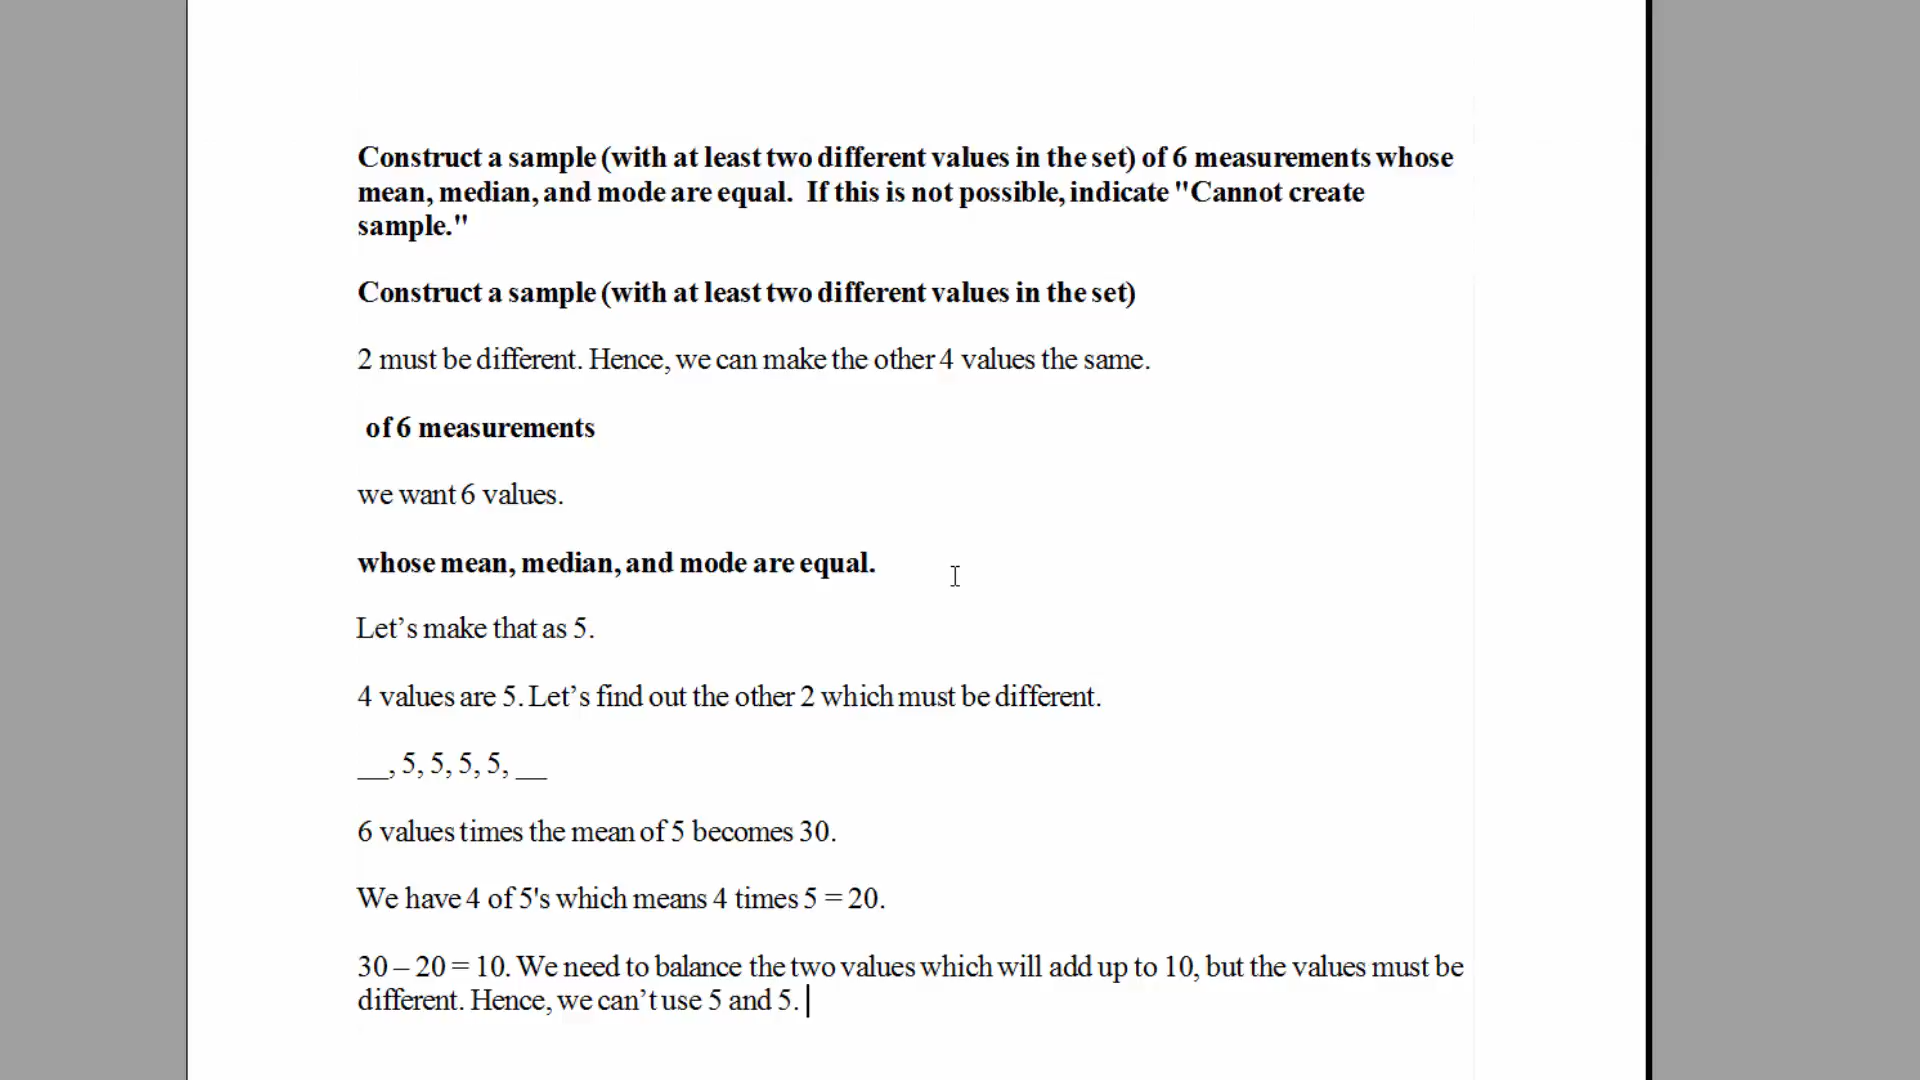 Construct a sample (with at least two different values in the set) of 6 measurements whose
mean, median, and mode are equal.  If this is not possible, indicate "Cannot create
sample."
Construct a sample (with at least two different values in the set)
2 must be different. Hence, we can make the other 4 values the same.
of 6 measurements
we want 6 values.
whose mean, median, and mode are equal.
Let’s make that as 5.
4 values are 5. Let’s find out the other 2 which must be different.
__, 5, 5, 5, 5, __
6 values times the mean of 5 becomes 30.
We have 4 of 5's which means 4 times 5 = 20.
30 – 20 = 10. We need to balance the two values which will add up to 10, but the values must be
different. Hence, we can’t use 5 and 5.